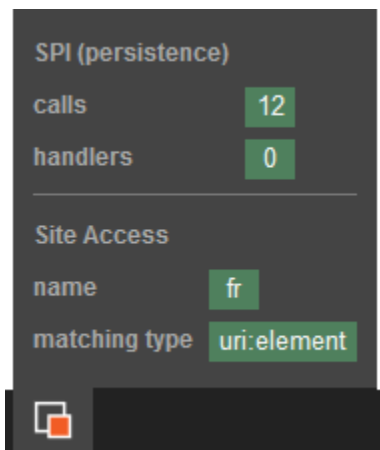 SPI (persistence)
calls 12
handlers 0
Site Access
name fr
matching type uri:element